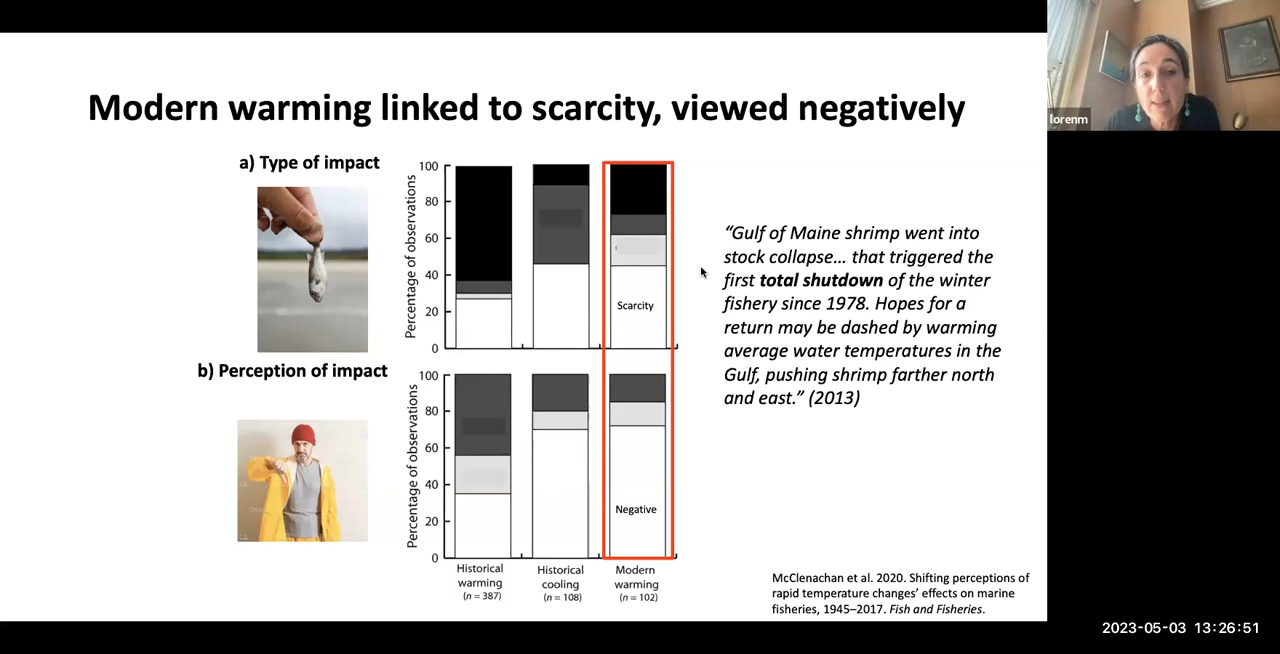 lorenm
Modern warming linked to scarcity, viewed negatively
a) Type of impact
Percentage of observations
100
80
60
40
20
0
Scarcity
b) Perception of impact
Percentage of observations
100
80
60
40
20
0
Negative
Historical
warming
(n = 387)
Historical
cooling
(n = 108)
Modern
warming
(n = 102)
“Gulf of Maine shrimp went into
stock collapse… that triggered the
first total shutdown of the winter
fishery since 1978. Hopes for a
return may be dashed by warming
average water temperatures in the
Gulf, pushing shrimp farther north
and east.” (2013)
McClenachan et al. 2020. Shifting perceptions of
rapid temperature changes’ effects on marine
fisheries, 1945–2017. Fish and Fisheries.
2023-05-03 13:26:51